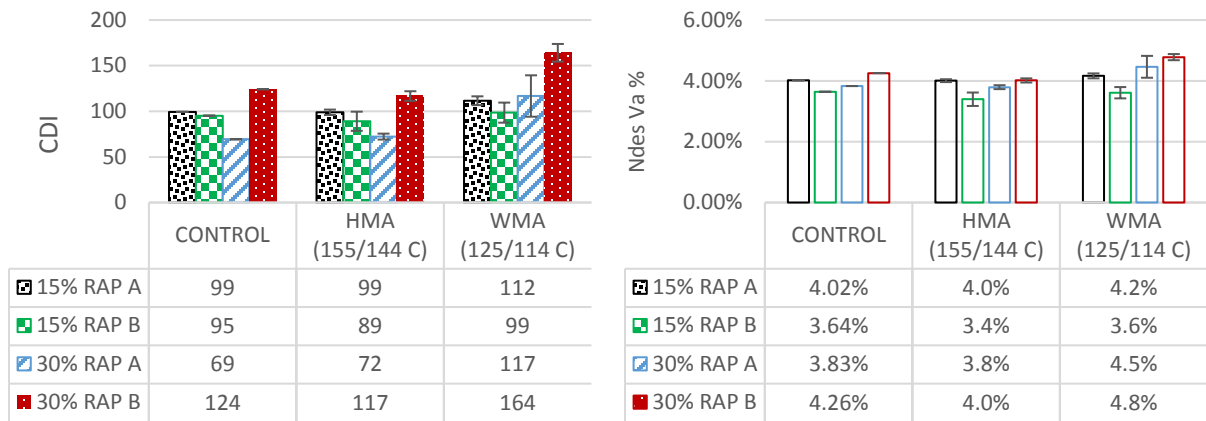 CDI
200
150
100
50
0
CONTROL
HMA
(155/144 C)
WMA
(125/114 C)
15% RAP A 99 99 112
15% RAP B 95 89 99
30% RAP A 69 72 117
30% RAP B 124 117 164
Ndes Va %
6.00%
4.00%
2.00%
0.00%
CONTROL
HMA
(155/144 C)
WMA
(125/114 C)
15% RAP A 4.02% 4.0% 4.2%
15% RAP B 3.64% 3.4% 3.6%
30% RAP A 3.83% 3.8% 4.5%
30% RAP B 4.26% 4.0% 4.8%